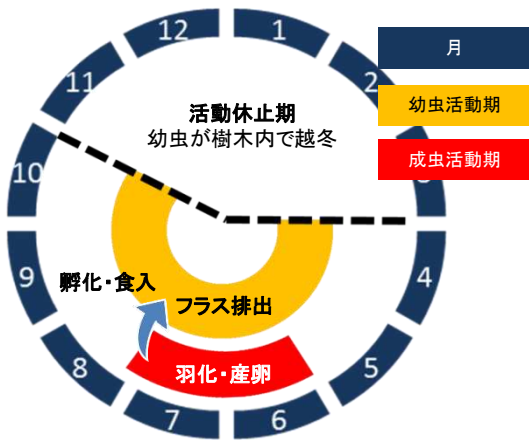 12
1
11
2
月
幼虫活動期
成虫活動期
活動休止期
幼虫が樹木内で越冬
10
3
9
4
孵化・食入
フラス排出
8
5
羽化・産卵
7
6